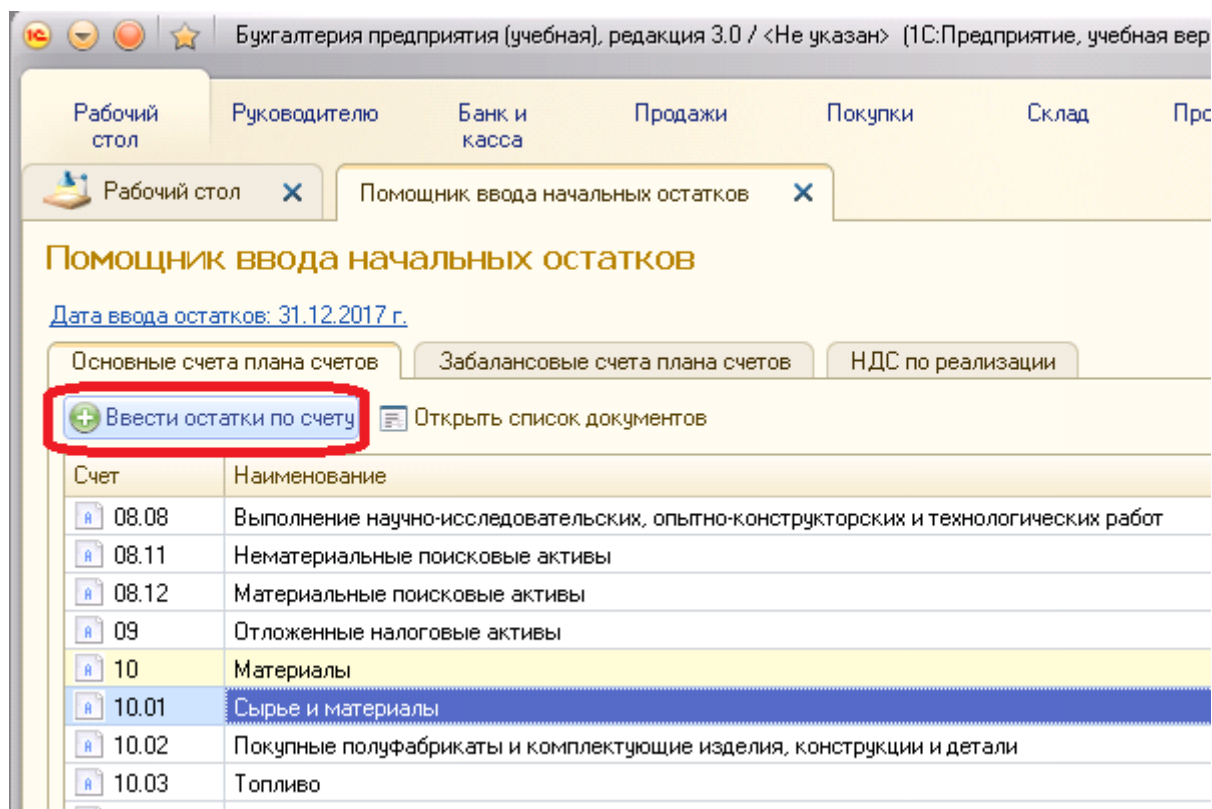 1С Бухгалтерия предприятия (учебная), редакция 3.0 / <Не указан> (1С:Предприятие, учебная вер
Рабочий стол
Руководителю
Банк и касса
Продажи
Покупки
Склад
Про
Рабочий стол
Помощник ввода начальных остатков
Помощник ввода начальных остатков
Дата ввода остатков: 31.12.2017 г.
Основные счета плана счетов
Забалансовые счета плана счетов
НДС по реализации
Ввести остатки по счету
Открыть список документов
Счет Наименование
08.08 Выполнение научно-исследовательских, опытно-конструкторских и технологических работ
08.11 Нематериальные поисковые активы
08.12 Материальные поисковые активы
09 Отложенные налоговые активы
10 Материалы
10.01 Сырье и материалы
10.02 Покупные полуфабрикаты и комплектующие изделия, конструкции и детали
10.03 Топливо